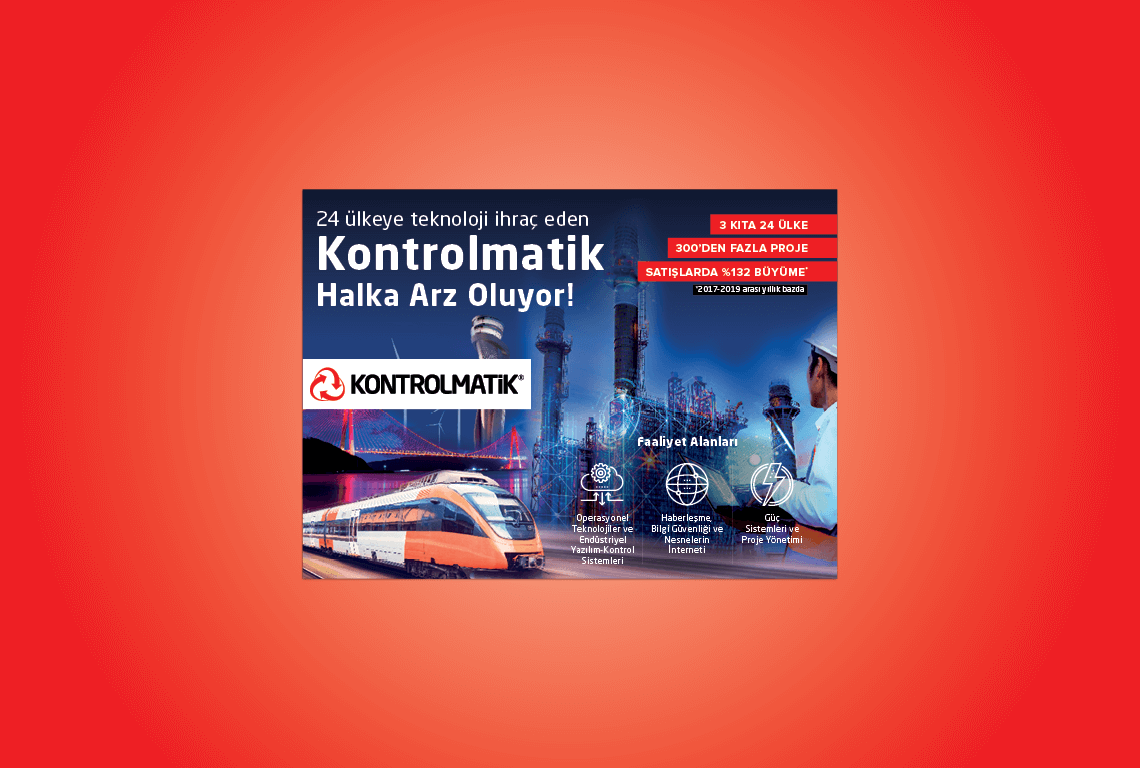 24 ülkeye teknoloji ihraç eden
Kontrolmatik
Halka Arz Oluyor!
3 KITA 24 ÜLKE
300'DEN FAZLA PROJE
SATIŞLARDA %132 BÜYÜME*
*2017-2019 arası yıllık bazda
KONTROLMATİK®
Faaliyet Alanları
Operasyonel
Teknolojiler ve
Endüstriyel
Yazılım-Kontrol
Sistemleri
Haberleşme,
Bilgi Güvenliği ve
Nesnelerin
İnterneti
Güç
Sistemleri ve
Proje Yönetimi